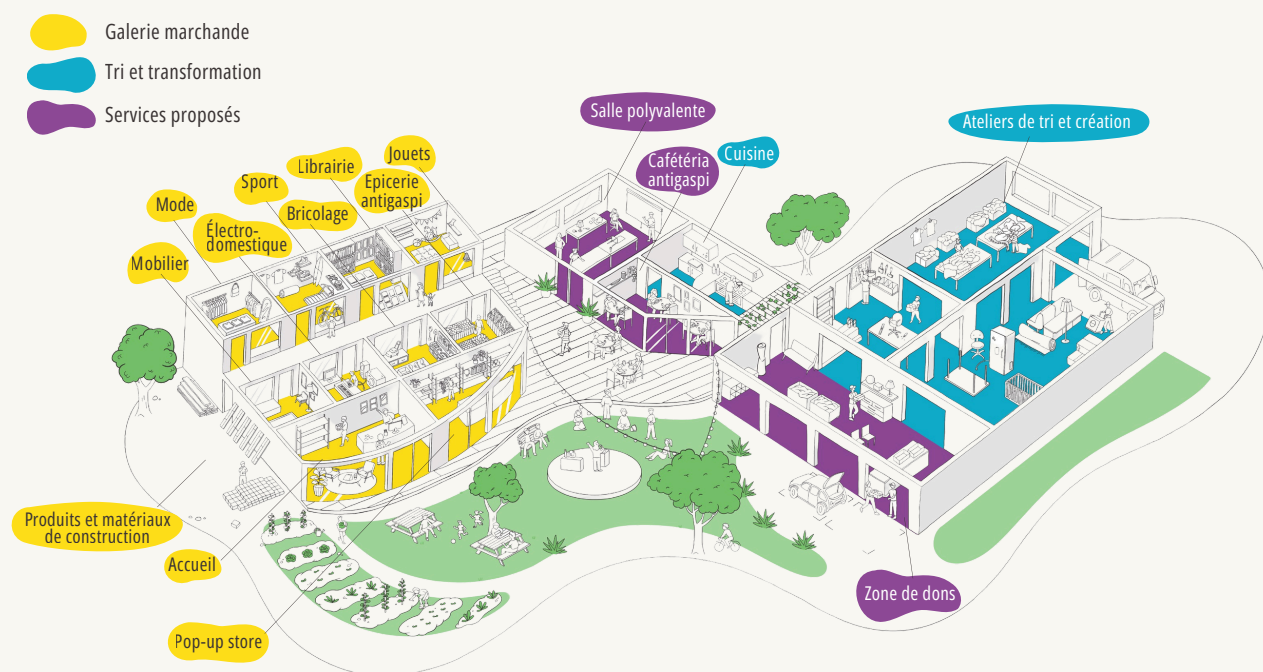 Galerie marchande
Tri et transformation
Services proposés
Salle polyvalente
Ateliers de tri et création
Cafétéria
antigaspi
Cuisine
Jouets
Librairie
Epicerie
antigaspi
Sport
Bricolage
Mode
Électro-
domestique
Mobilier
Produits et matériaux
de construction
Accueil
Pop-up store
Zone de dons